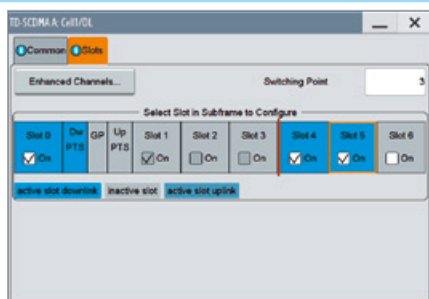 TD-SCDMA A: Cell1/DL
Common Slots
Enhanced Channels... Switching Point 3
Select Slot in Subframe to Configure
Slot 0 Dw PTS GP Up PTS Slot 1 Slot 2 Slot 3 Slot 4 Slot 5 Slot 6
On On On On On On On
active slot downlink inactive slot active slot uplink